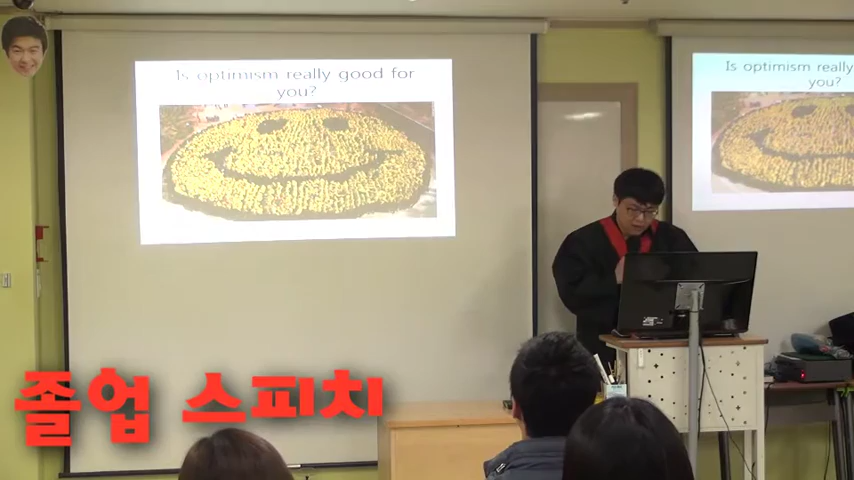 Is optimism really good for
you?
Is optimism really
you?
졸업 스피치